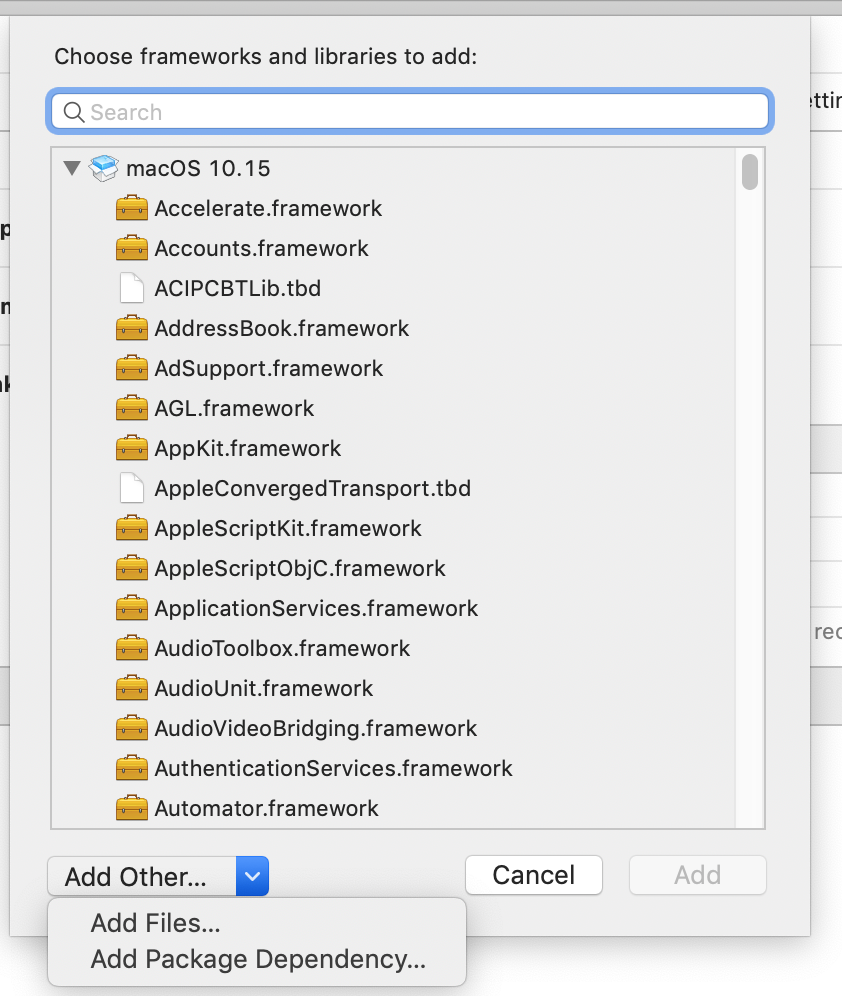 Choose frameworks and libraries to add:
Search
macOS 10.15
Accelerate.framework
Accounts.framework
ACIPCBTLib.tbd
AddressBook.framework
AdSupport.framework
AGL.framework
AppKit.framework
AppleConvergedTransport.tbd
AppleScriptKit.framework
AppleScriptObjC.framework
ApplicationServices.framework
AudioToolbox.framework
AudioUnit.framework
AudioVideoBridging.framework
AuthenticationServices.framework
Automator.framework
Add Other...
Cancel
Add
Add Files...
Add Package Dependency...